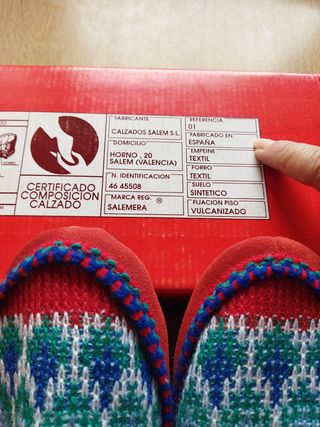 CERTIFICADO
COMPOSICION
CALZADO
FABRICANTE
CALZADOS SALEM S.L.
DOMICILIO
HORNO , 20
SALEM (VALENCIA)
N. IDENTIFICACION
46 45508
MARCA REG.
SALEMERA ®
REFERENCIA
01
FABRICADO EN
ESPAÑA
EMPEINE
TEXTIL
FORRO
TEXTIL
SUELO
SINTETICO
FIJACION PISO
VULCANIZADO